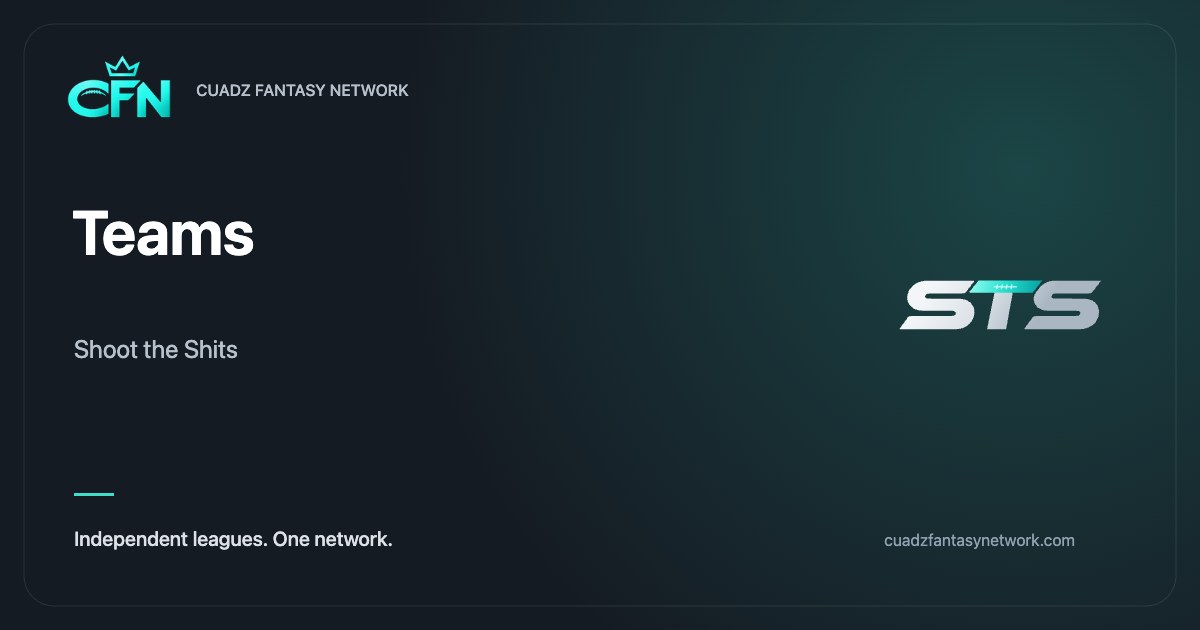 CFN
CUADZ FANTASY NETWORK
Teams
STS
Shoot the Shits
Independent leagues. One network.
cuadzfantasynetwork.com